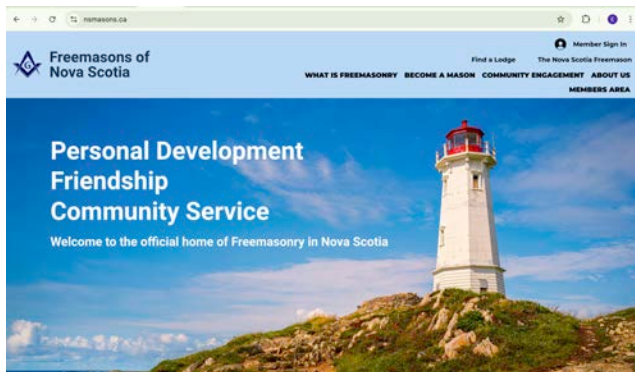 nsmasons.ca
Member Sign In
Freemasons of
Nova Scotia
Find a Lodge The Nova Scotia Freemason
WHAT IS FREEMASONRY BECOME A MASON COMMUNITY ENGAGEMENT ABOUT US
MEMBERS AREA
Personal Development
Friendship
Community Service
Welcome to the official home of Freemasonry in Nova Scotia